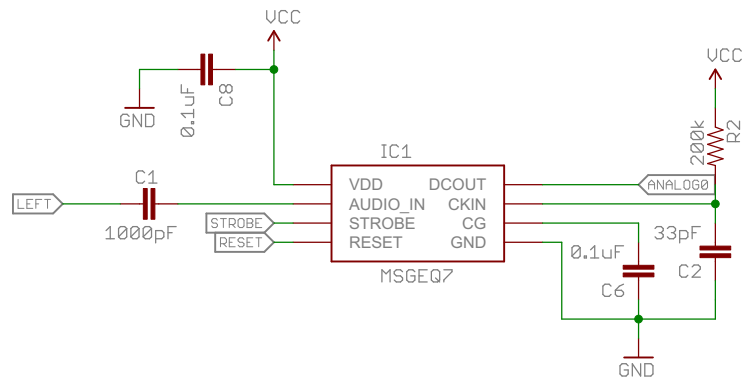 VCC
VCC
0.1uF
C8
GND
200k
R2
IC1
C1
VDD
DCOUT
ANALOG0
LEFT
AUDIO_IN
CKIN
STROBE
STROBE
CG
1000pF
33pF
RESET
RESET
GND
0.1uF
MSGEQ7
C2
C6
GND